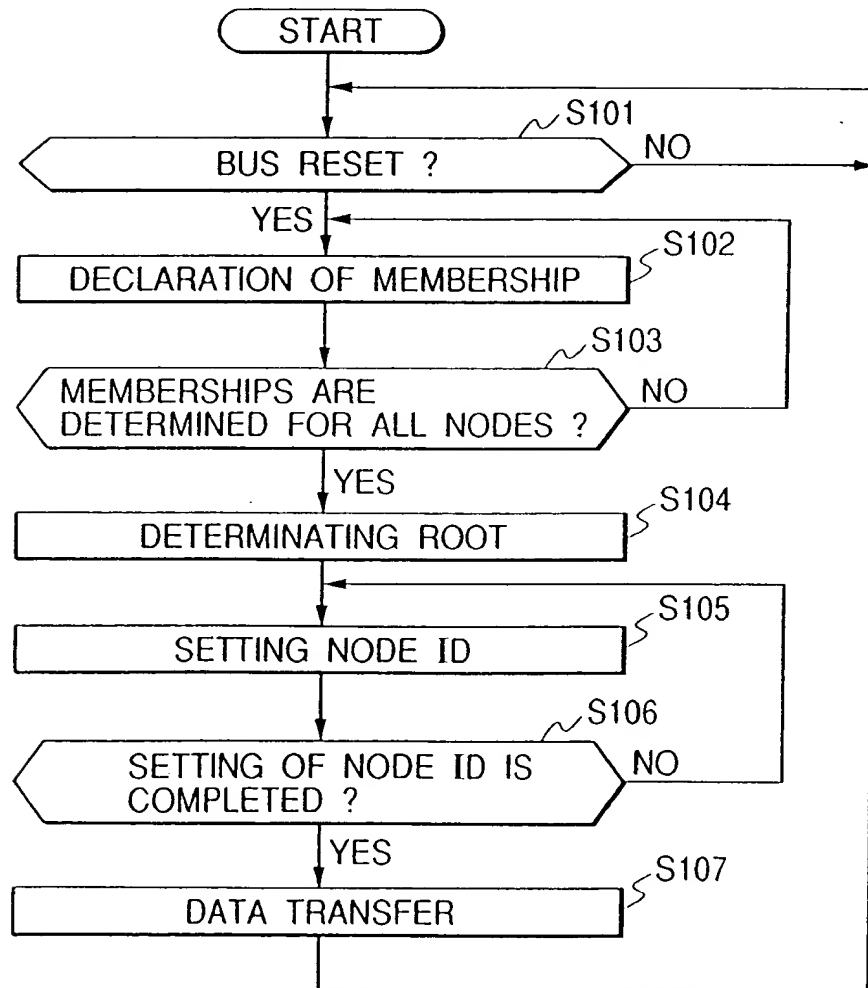 START
S101
BUS RESET ?
NO
YES
S102
DECLARATION OF MEMBERSHIP
S103
MEMBERSHIPS ARE
DETERMINED FOR ALL NODES ?
NO
YES
S104
DETERMINATING ROOT
S105
SETTING NODE ID
S106
SETTING OF NODE ID IS
COMPLETED ?
NO
YES
S107
DATA TRANSFER